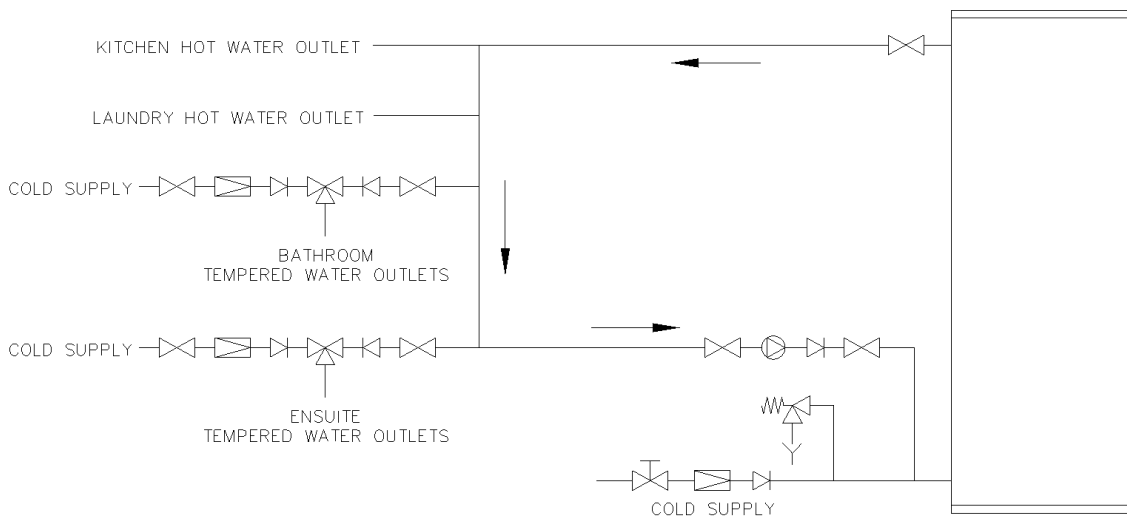 KITCHEN HOT WATER OUTLET
LAUNDRY HOT WATER OUTLET
COLD SUPPLY
BATHROOM
TEMPERED WATER OUTLETS
COLD SUPPLY
ENSUITE
TEMPERED WATER OUTLETS
COLD SUPPLY